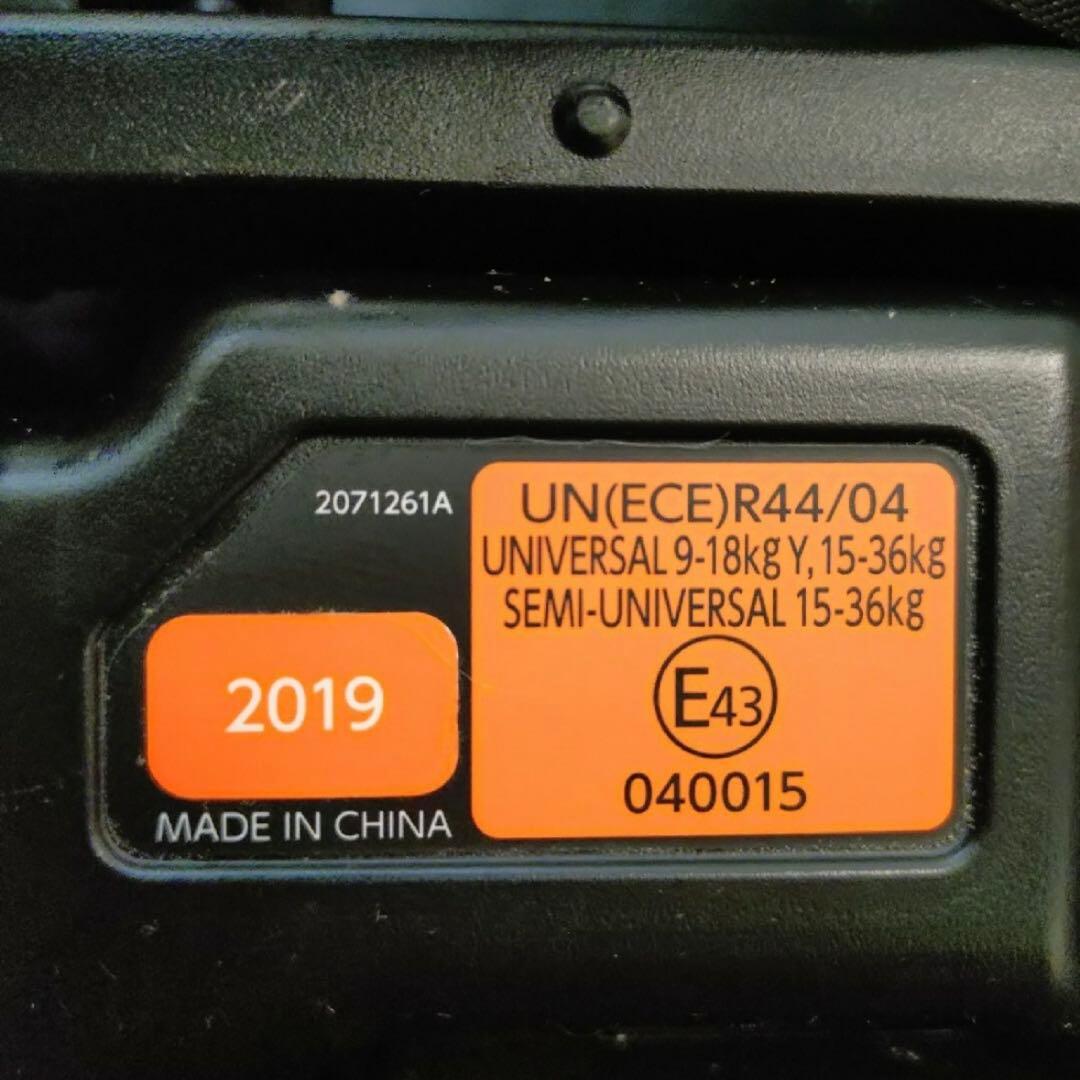 2071261A
2019
MADE IN CHINA
UN(ECE)R44/04
UNIVERSAL 9-18kg Y, 15-36kg
SEMI-UNIVERSAL 15-36kg
E43
040015